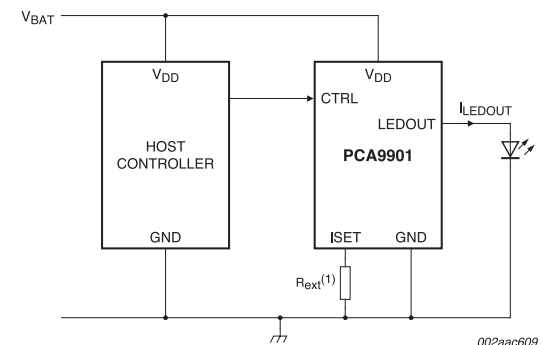 VBAT
VDD
VDD
CTRL
ILEDOUT
LEDOUT
HOST
CONTROLLER
PCA9901
GND
ISET
GND
Rext(1)
002aac609